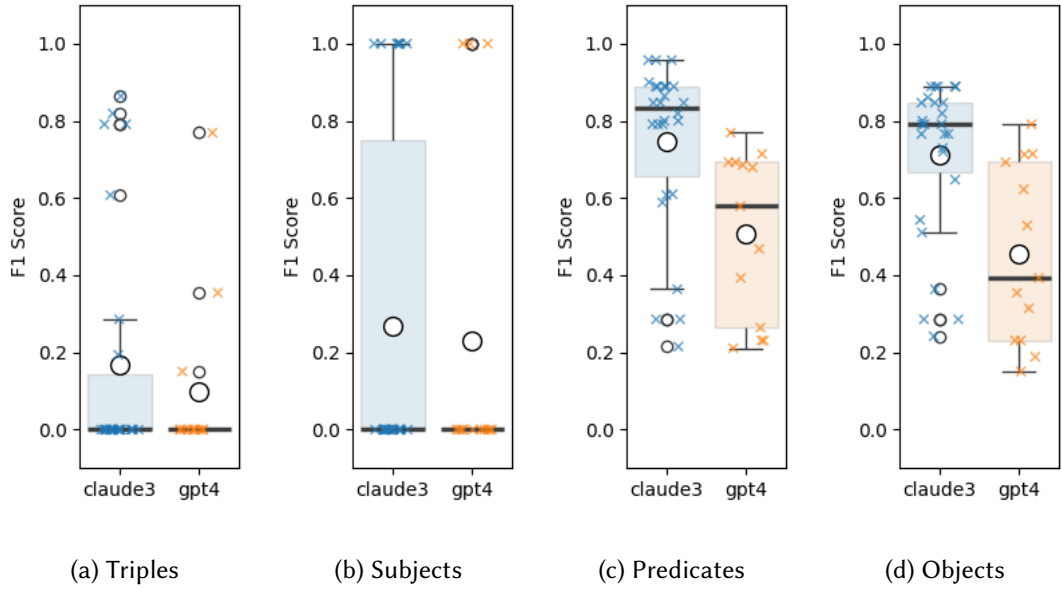 F1 Score
1.0
0.8
0.6
0.4
0.2
0.0
claude3 gpt4
(a) Triples
F1 Score
1.0
0.8
0.6
0.4
0.2
0.0
claude3 gpt4
(b) Subjects
F1 Score
1.0
0.8
0.6
0.4
0.2
0.0
claude3 gpt4
(c) Predicates
F1 Score
1.0
0.8
0.6
0.4
0.2
0.0
claude3 gpt4
(d) Objects